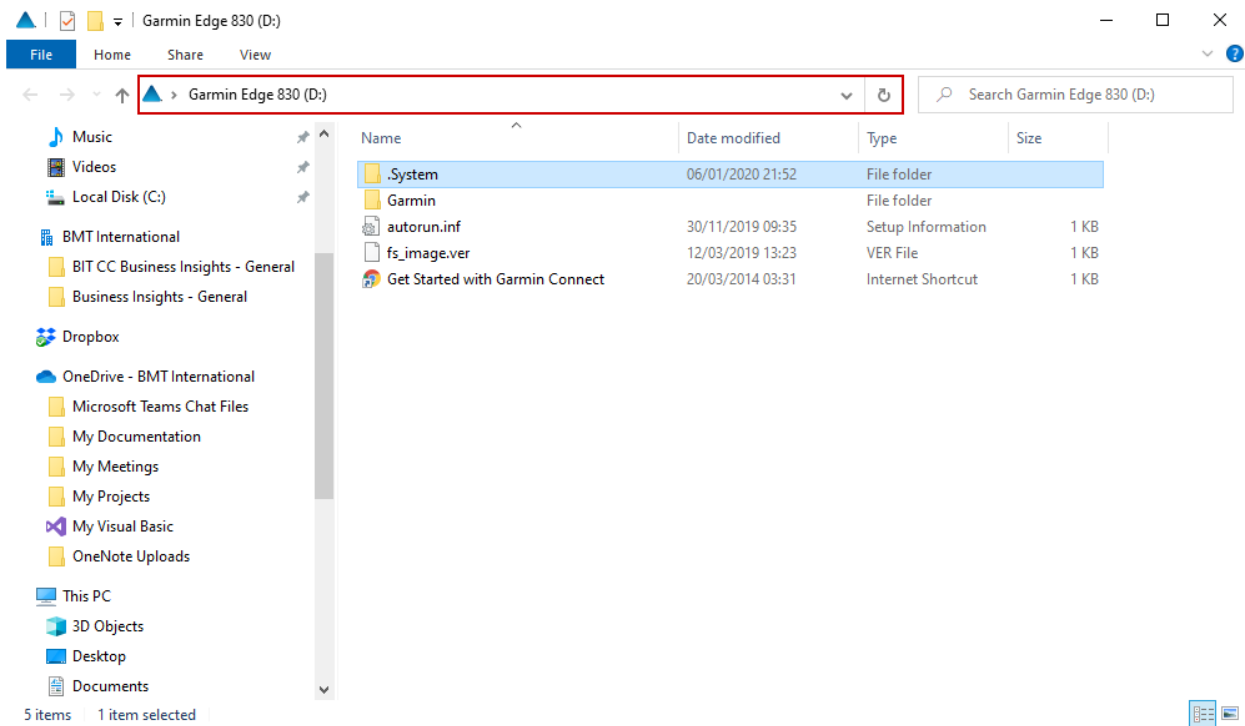 Garmin Edge 830 (D:)
File Home Share View
Garmin Edge 830 (D:) Search Garmin Edge 830 (D:)
Music
Videos
Local Disk (C:)
BMT International
BIT CC Business Insights - General
Business Insights - General
Dropbox
OneDrive - BMT International
Microsoft Teams Chat Files
My Documentation
My Meetings
My Projects
My Visual Basic
OneNote Uploads
This PC
3D Objects
Desktop
Documents
Name Date modified Type Size
.System 06/01/2020 21:52 File folder
Garmin File folder
autorun.inf 30/11/2019 09:35 Setup Information 1 KB
fs_image.ver 12/03/2019 13:23 VER File 1 KB
Get Started with Garmin Connect 20/03/2014 03:31 Internet Shortcut 1 KB
5 items 1 item selected